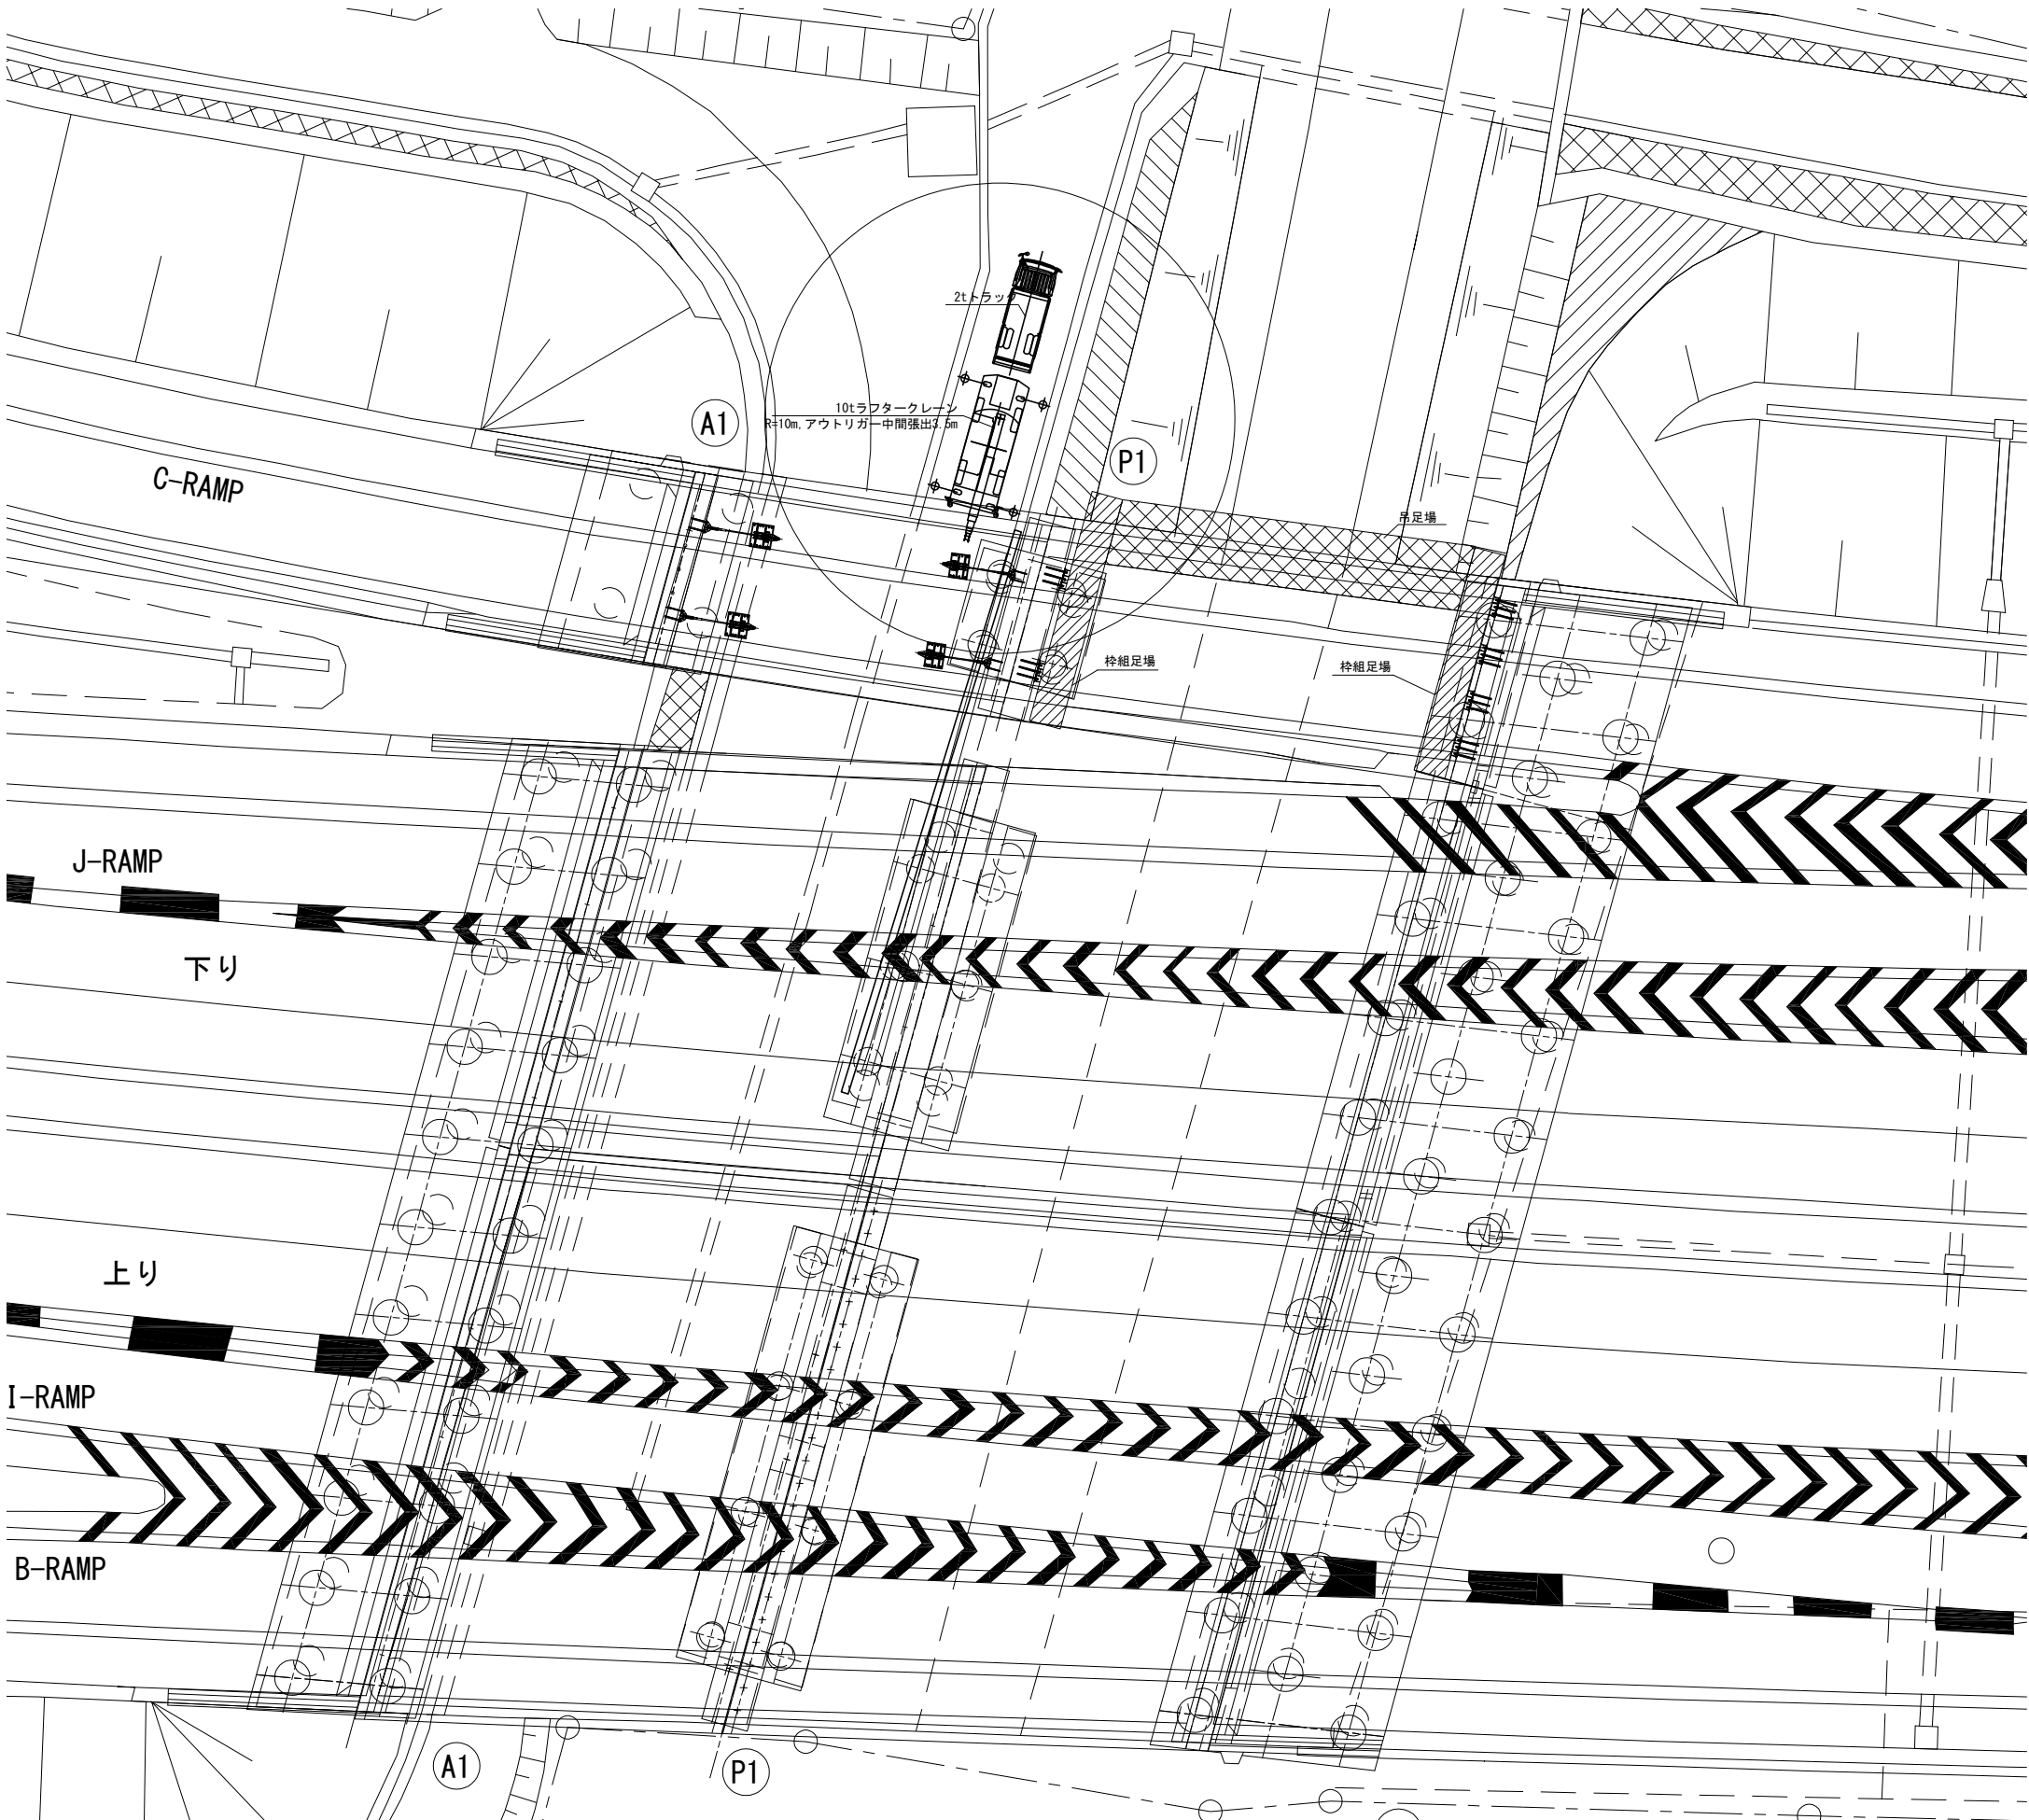 2tトラック
10tラフタークレーン
R=10m,アウトリガー中間張出3.5m
A1
P1
C-RAMP
吊足場
枠組足場
枠組足場
J-RAMP
下り
上り
I-RAMP
B-RAMP
A1
P1